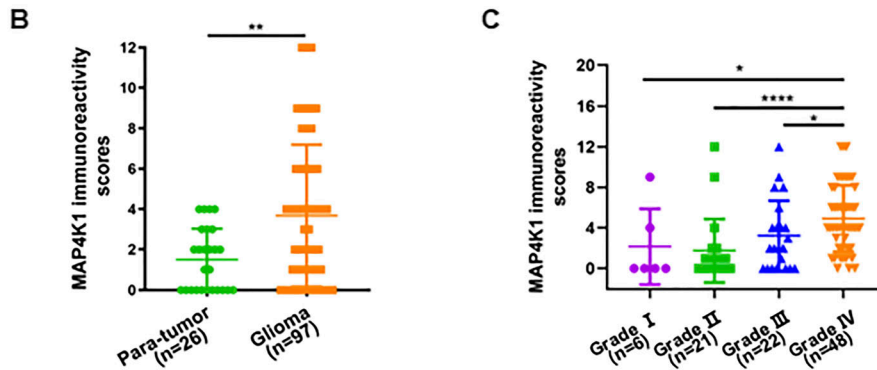 B
MAP4K1 immunoreactivity
scores
12
10
8
6
4
2
0
**
Para-tumor
(n=26)
Glioma
(n=97)
C
MAP4K1 immunoreactivity
scores
20
16
12
8
4
0
*
****
*
Grade Ⅰ
(n=6)
Grade Ⅱ
(n=21)
Grade Ⅲ
(n=22)
Grade Ⅳ
(n=48)